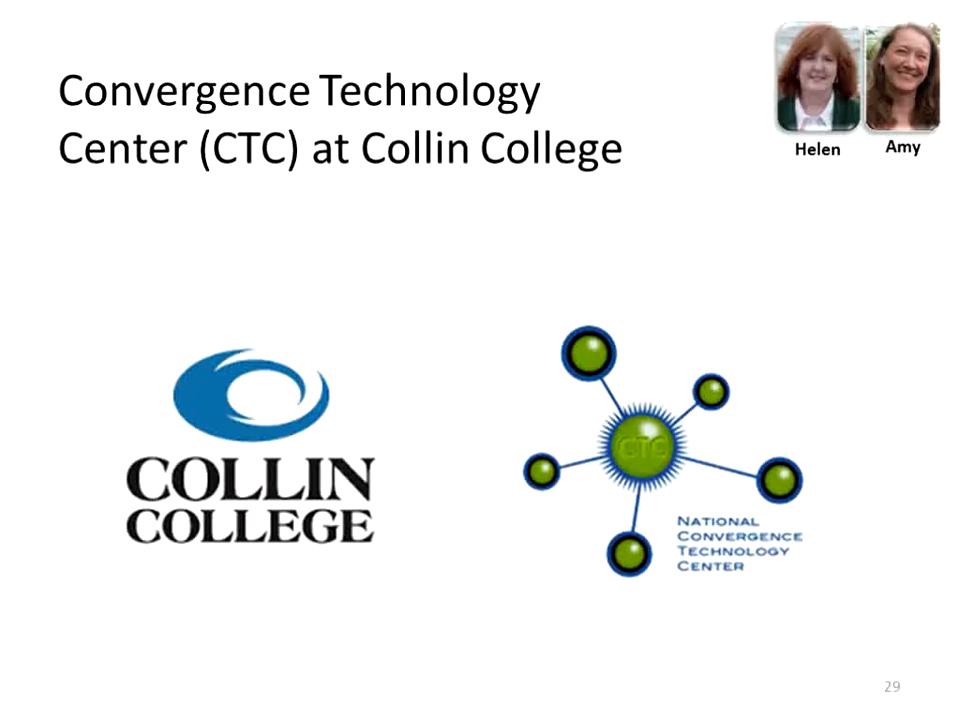 Convergence Technology
Center (CTC) at Collin College
Helen
Amy
COLLIN
COLLEGE
CTC
NATIONAL
CONVERGENCE
TECHNOLOGY
CENTER
29